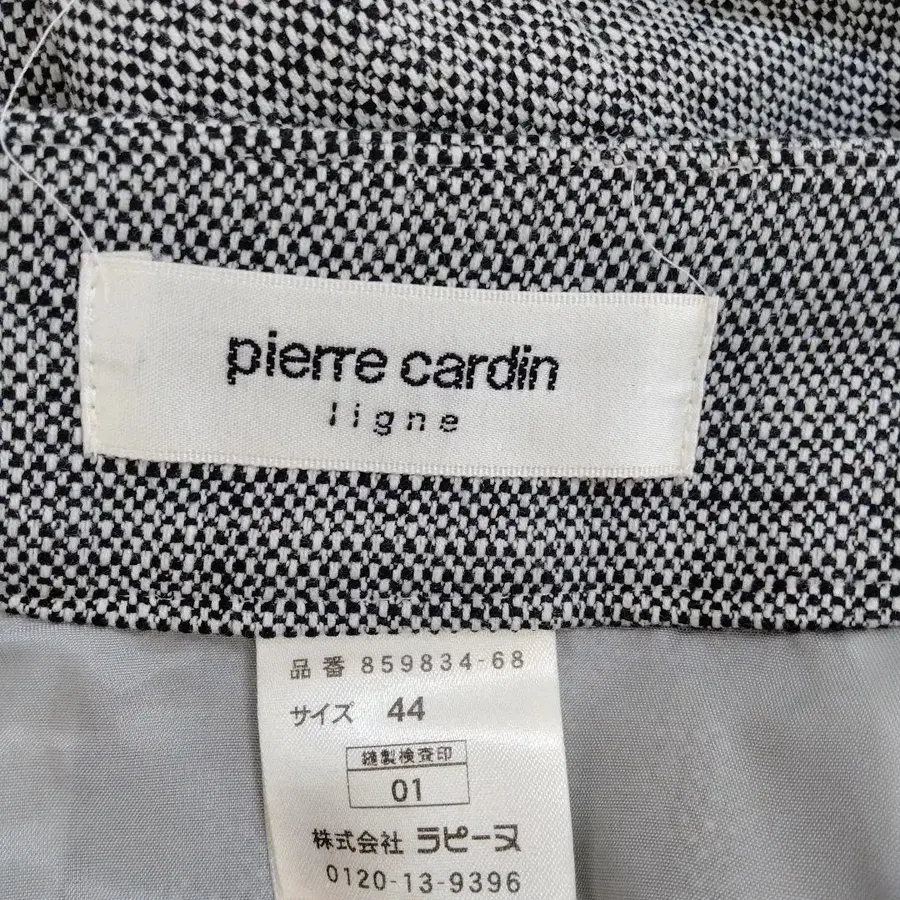 pierre cardin
ligne
品番 859834-68
サイズ 44
縫製検査印
01
株式会社 ラピーヌ
0120-13-9396